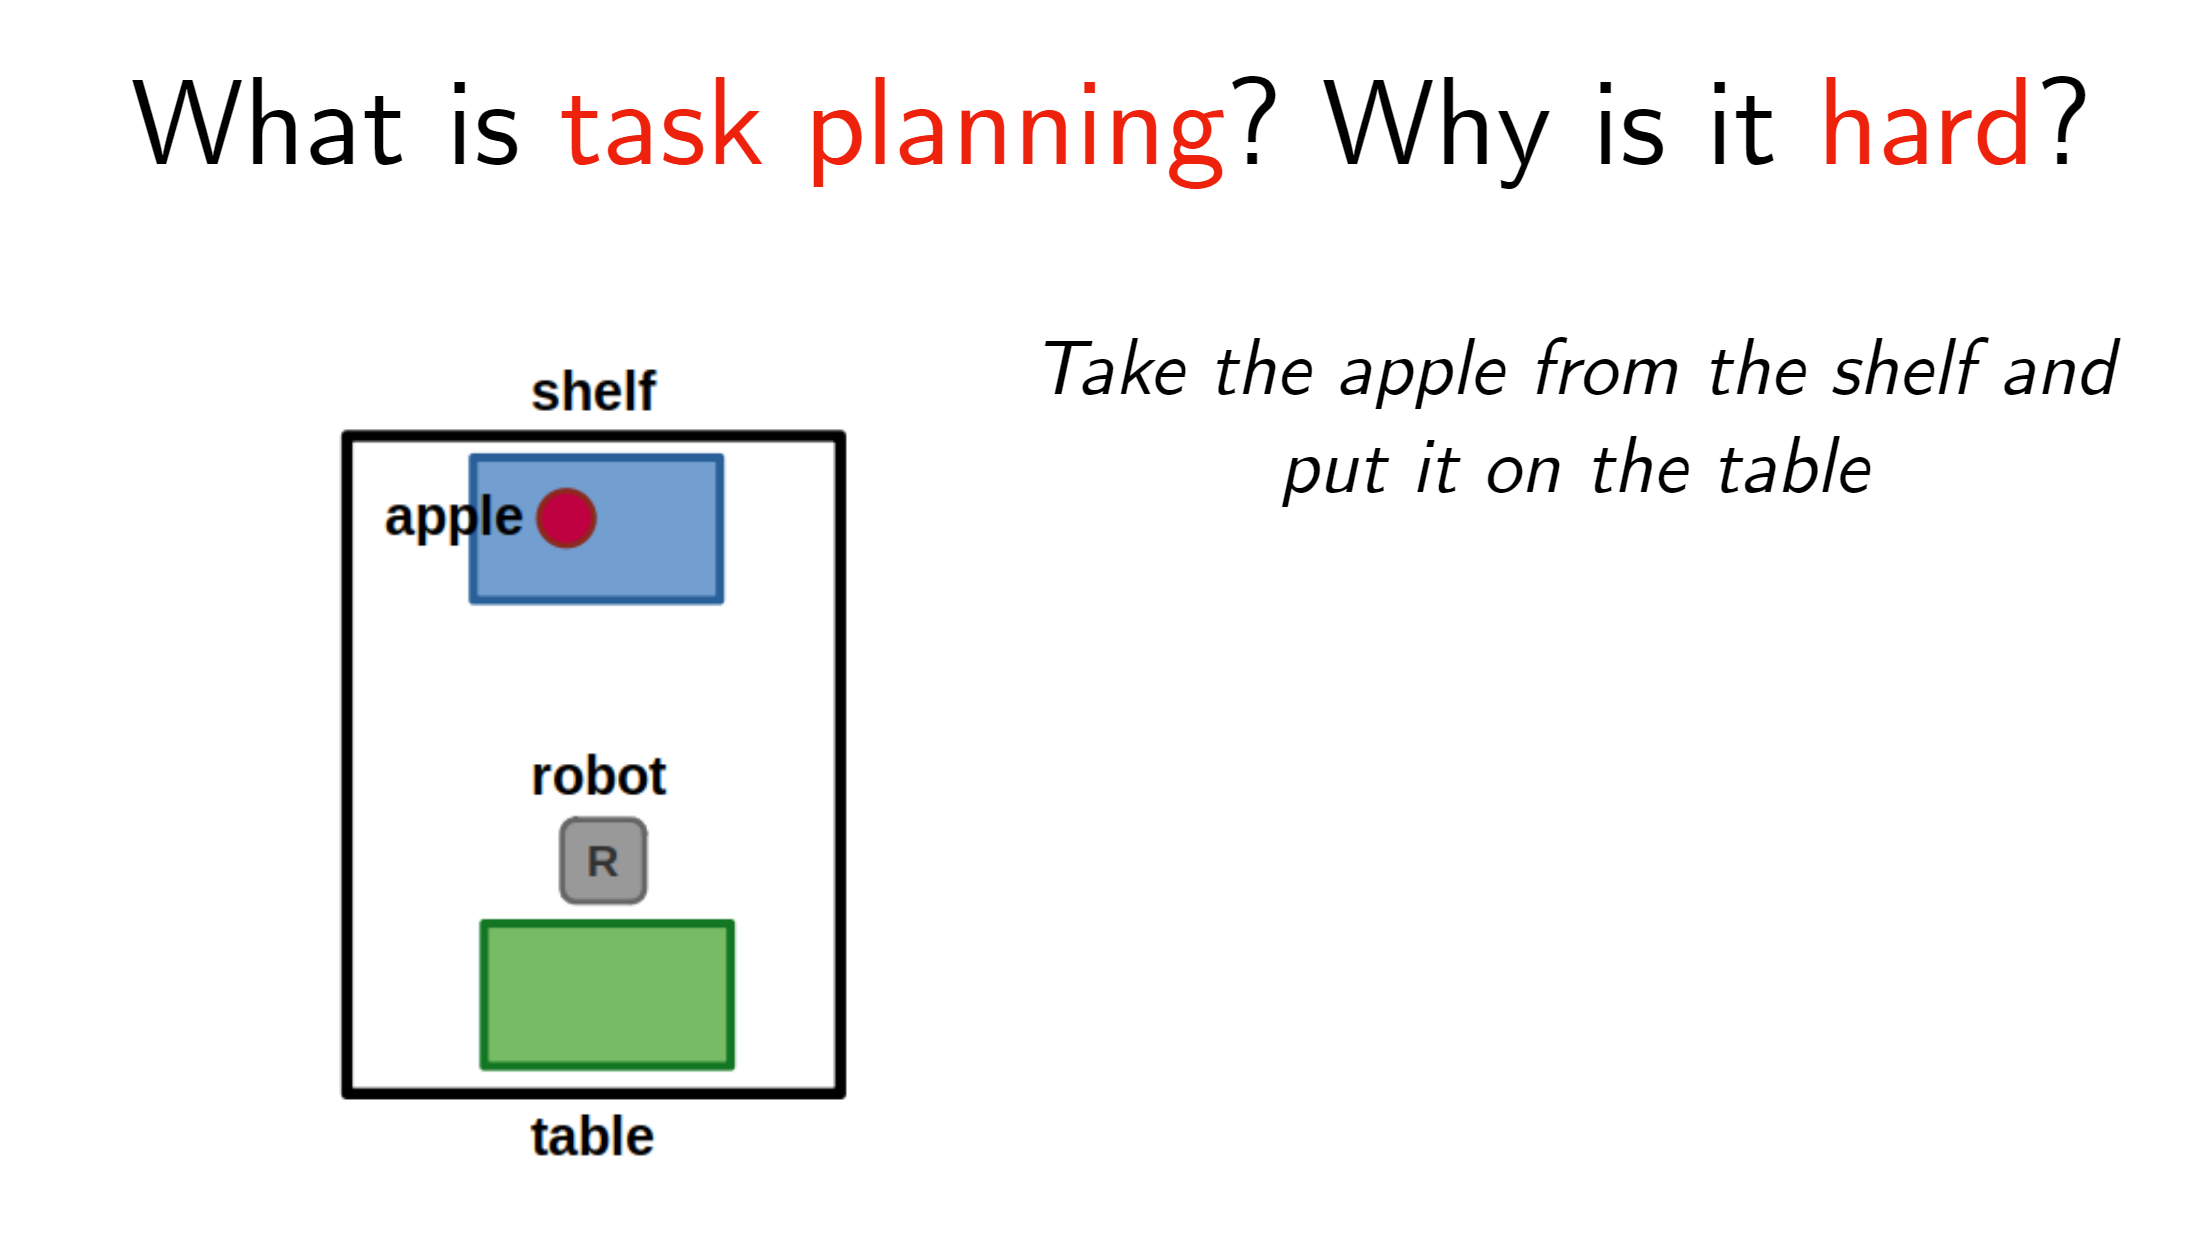 What is task planning? Why is it hard?
Take the apple from the shelf and
put it on the table
shelf
apple
robot
R
table